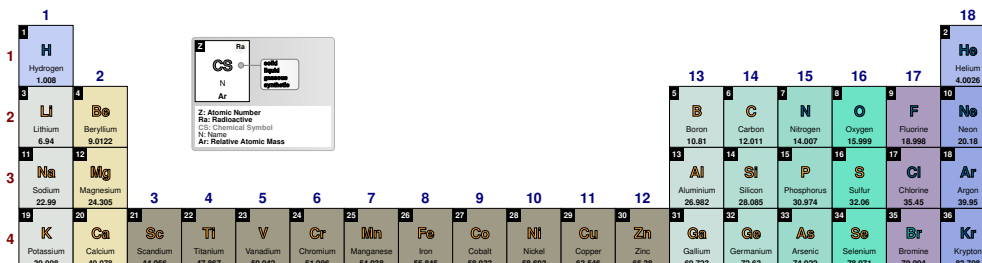 1 18
1 2
1 H He
Hydrogen Helium
1.008 2 13 14 15 16 17 4.0026
Z Ra
CS
solid
liquid
gaseous
synthetic
N
Ar
Z: Atomic Number
Ra: Radioactive
CS: Chemical Symbol
N: Name
Ar: Relative Atomic Mass
3 4 5 6 7 8 9 10
2 Li Be B C N O F Ne
Lithium Beryllium Boron Carbon Nitrogen Oxygen Fluorine Neon
6.94 9.0122 10.81 12.011 14.007 15.999 18.998 20.18
11 12 13 14 15 16 17 18
3 Na Mg Al Si P S Cl Ar
Sodium Magnesium Aluminium Silicon Phosphorus Sulfur Chlorine Argon
22.99 24.305 3 4 5 6 7 8 9 10 11 12 26.982 28.085 30.974 32.06 35.45 39.95
19 20 21 22 23 24 25 26 27 28 29 30 31 32 33 34 35 36
4 K Ca Sc Ti V Cr Mn Fe Co Ni Cu Zn Ga Ge As Se Br Kr
Potassium Calcium Scandium Titanium Vanadium Chromium Manganese Iron Cobalt Nickel Copper Zinc Gallium Germanium Arsenic Selenium Bromine Krypton